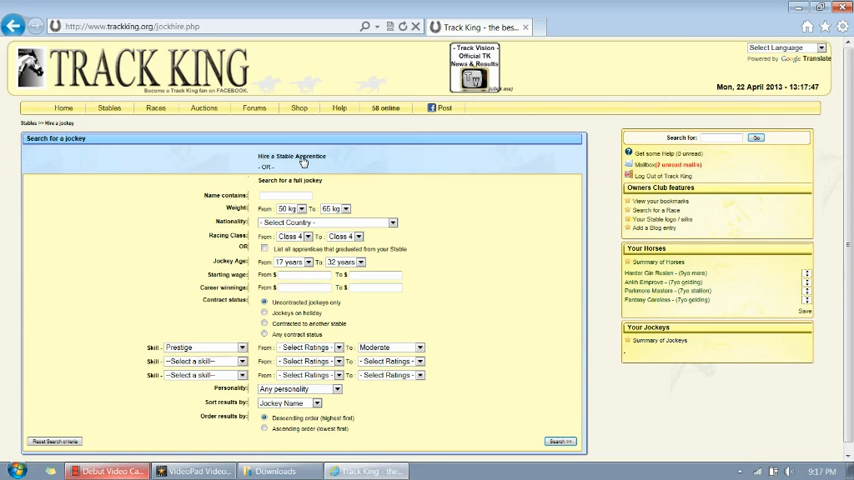 http://www.trackking.org/jockhire.php
Track King - the bes...
TRACK KING
Become a Track King fan on FACEBOOK.
- Track Vision -
Official TK
News & Results
(click me)
Select Language
Powered by Google Translate
Mon, 22 April 2013 - 13:17:47
Home Stables Races Auctions Forums Shop Help 58 online Post
Stables >> Hire a jockey
Search for a jockey
Hire a Stable Apprentice
- OR -
Search for a full jockey
Name contains:
Weight: From : 50 kg To : 65 kg
Nationality: - Select Country -
Racing Class: From : Class 4 To : Class 4
OR List all apprentices that graduated from your Stable
Jockey Age: From : 17 years To: 32 years
Starting wage: From $ To $
Career winnings: From $ To $
Contract status: Uncontracted jockeys only
Jockeys on holiday
Contracted to another stable
Any contract status
Skill - Prestige From : - Select Ratings - To : Moderate
Skill - --Select a skill-- From : - Select Ratings - To : - Select Ratings -
Skill - --Select a skill-- From : - Select Ratings - To : - Select Ratings -
Personality: Any personality
Sort results by: Jockey Name
Order results by: Descending order (highest first)
Ascending order (lowest first)
Reset Search criteria
Search >>
Search for: Go
Get some Help (0 unread)
Mailbox(2 unread mails)
Log Out of Track King
Owners Club features
View your bookmarks
Search for a Race
Your Stable logo / silks
Add a Blog entry
Your Horses
Summary of Horses
Harder Gin Ruslan - (9yo mare)
Ankh Emprove - (7yo gelding)
Parkmore Masters - (7yo stallion)
Fantasy Careless - (7yo gelding)
Save
Your Jockeys
Summary of Jockeys
Debut Video Ca...
VideoPad Video...
Downloads
Track King - the...
9:17 PM